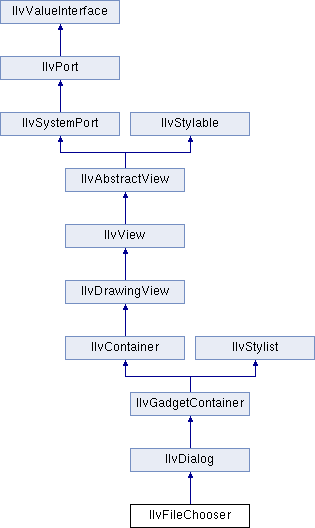 IlvValueInterface
IlvPort
IlvSystemPort
IlvStylable
IlvAbstractView
IlvView
IlvDrawingView
IlvContainer
IlvStylist
IlvGadgetContainer
IlvDialog
IlvFileChooser